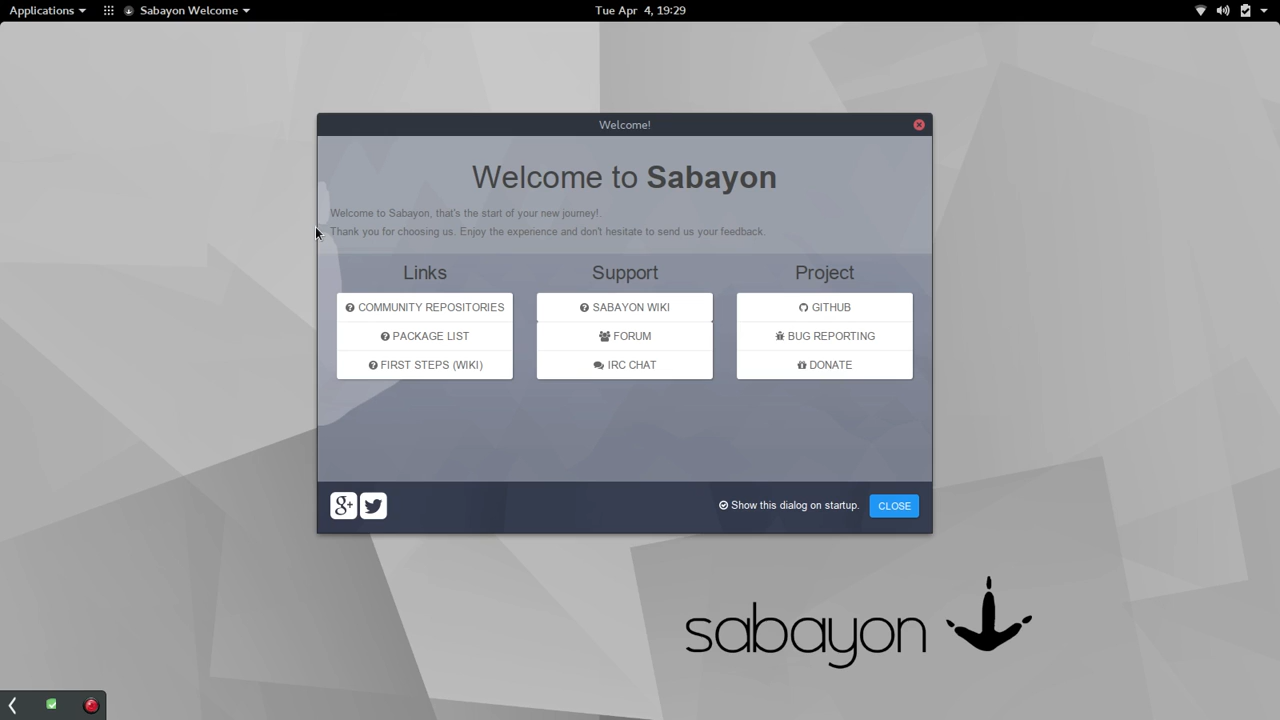 Applications
Sabayon Welcome
Tue Apr 4, 19:29
Welcome!
Welcome to Sabayon
Welcome to Sabayon, that's the start of your new journey!.
Thank you for choosing us. Enjoy the experience and don't hesitate to send us your feedback.
Links
COMMUNITY REPOSITORIES
PACKAGE LIST
FIRST STEPS (WIKI)
Support
SABAYON WIKI
FORUM
IRC CHAT
Project
GITHUB
BUG REPORTING
DONATE
g+
Show this dialog on startup.
CLOSE
sabayon